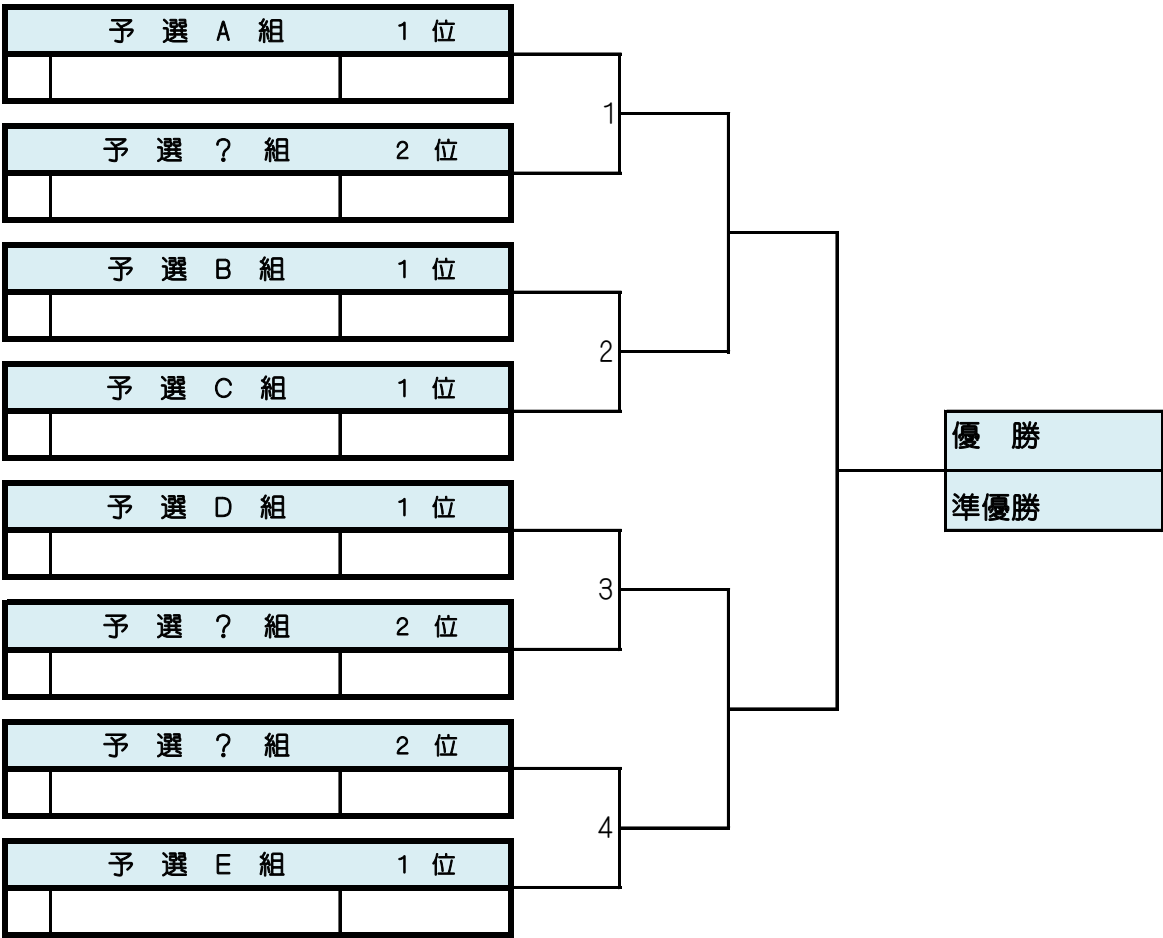 予 選 A 組 1 位
1
予 選 ? 組 2 位
予 選 B 組 1 位
2
予 選 C 組 1 位
優 勝
準優勝
予 選 D 組 1 位
3
予 選 ? 組 2 位
予 選 ? 組 2 位
4
予 選 E 組 1 位